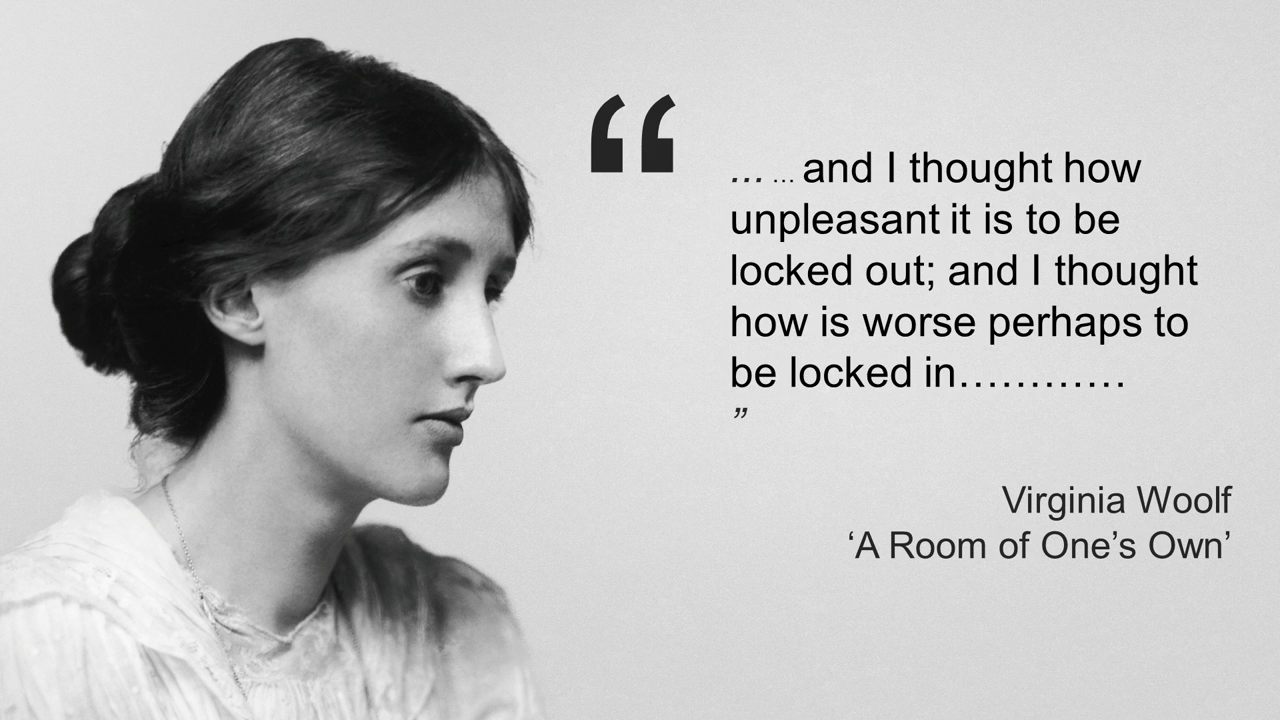 “
… … and I thought how
unpleasant it is to be
locked out; and I thought
how is worse perhaps to
be locked in…………
”
Virginia Woolf
‘A Room of One’s Own’